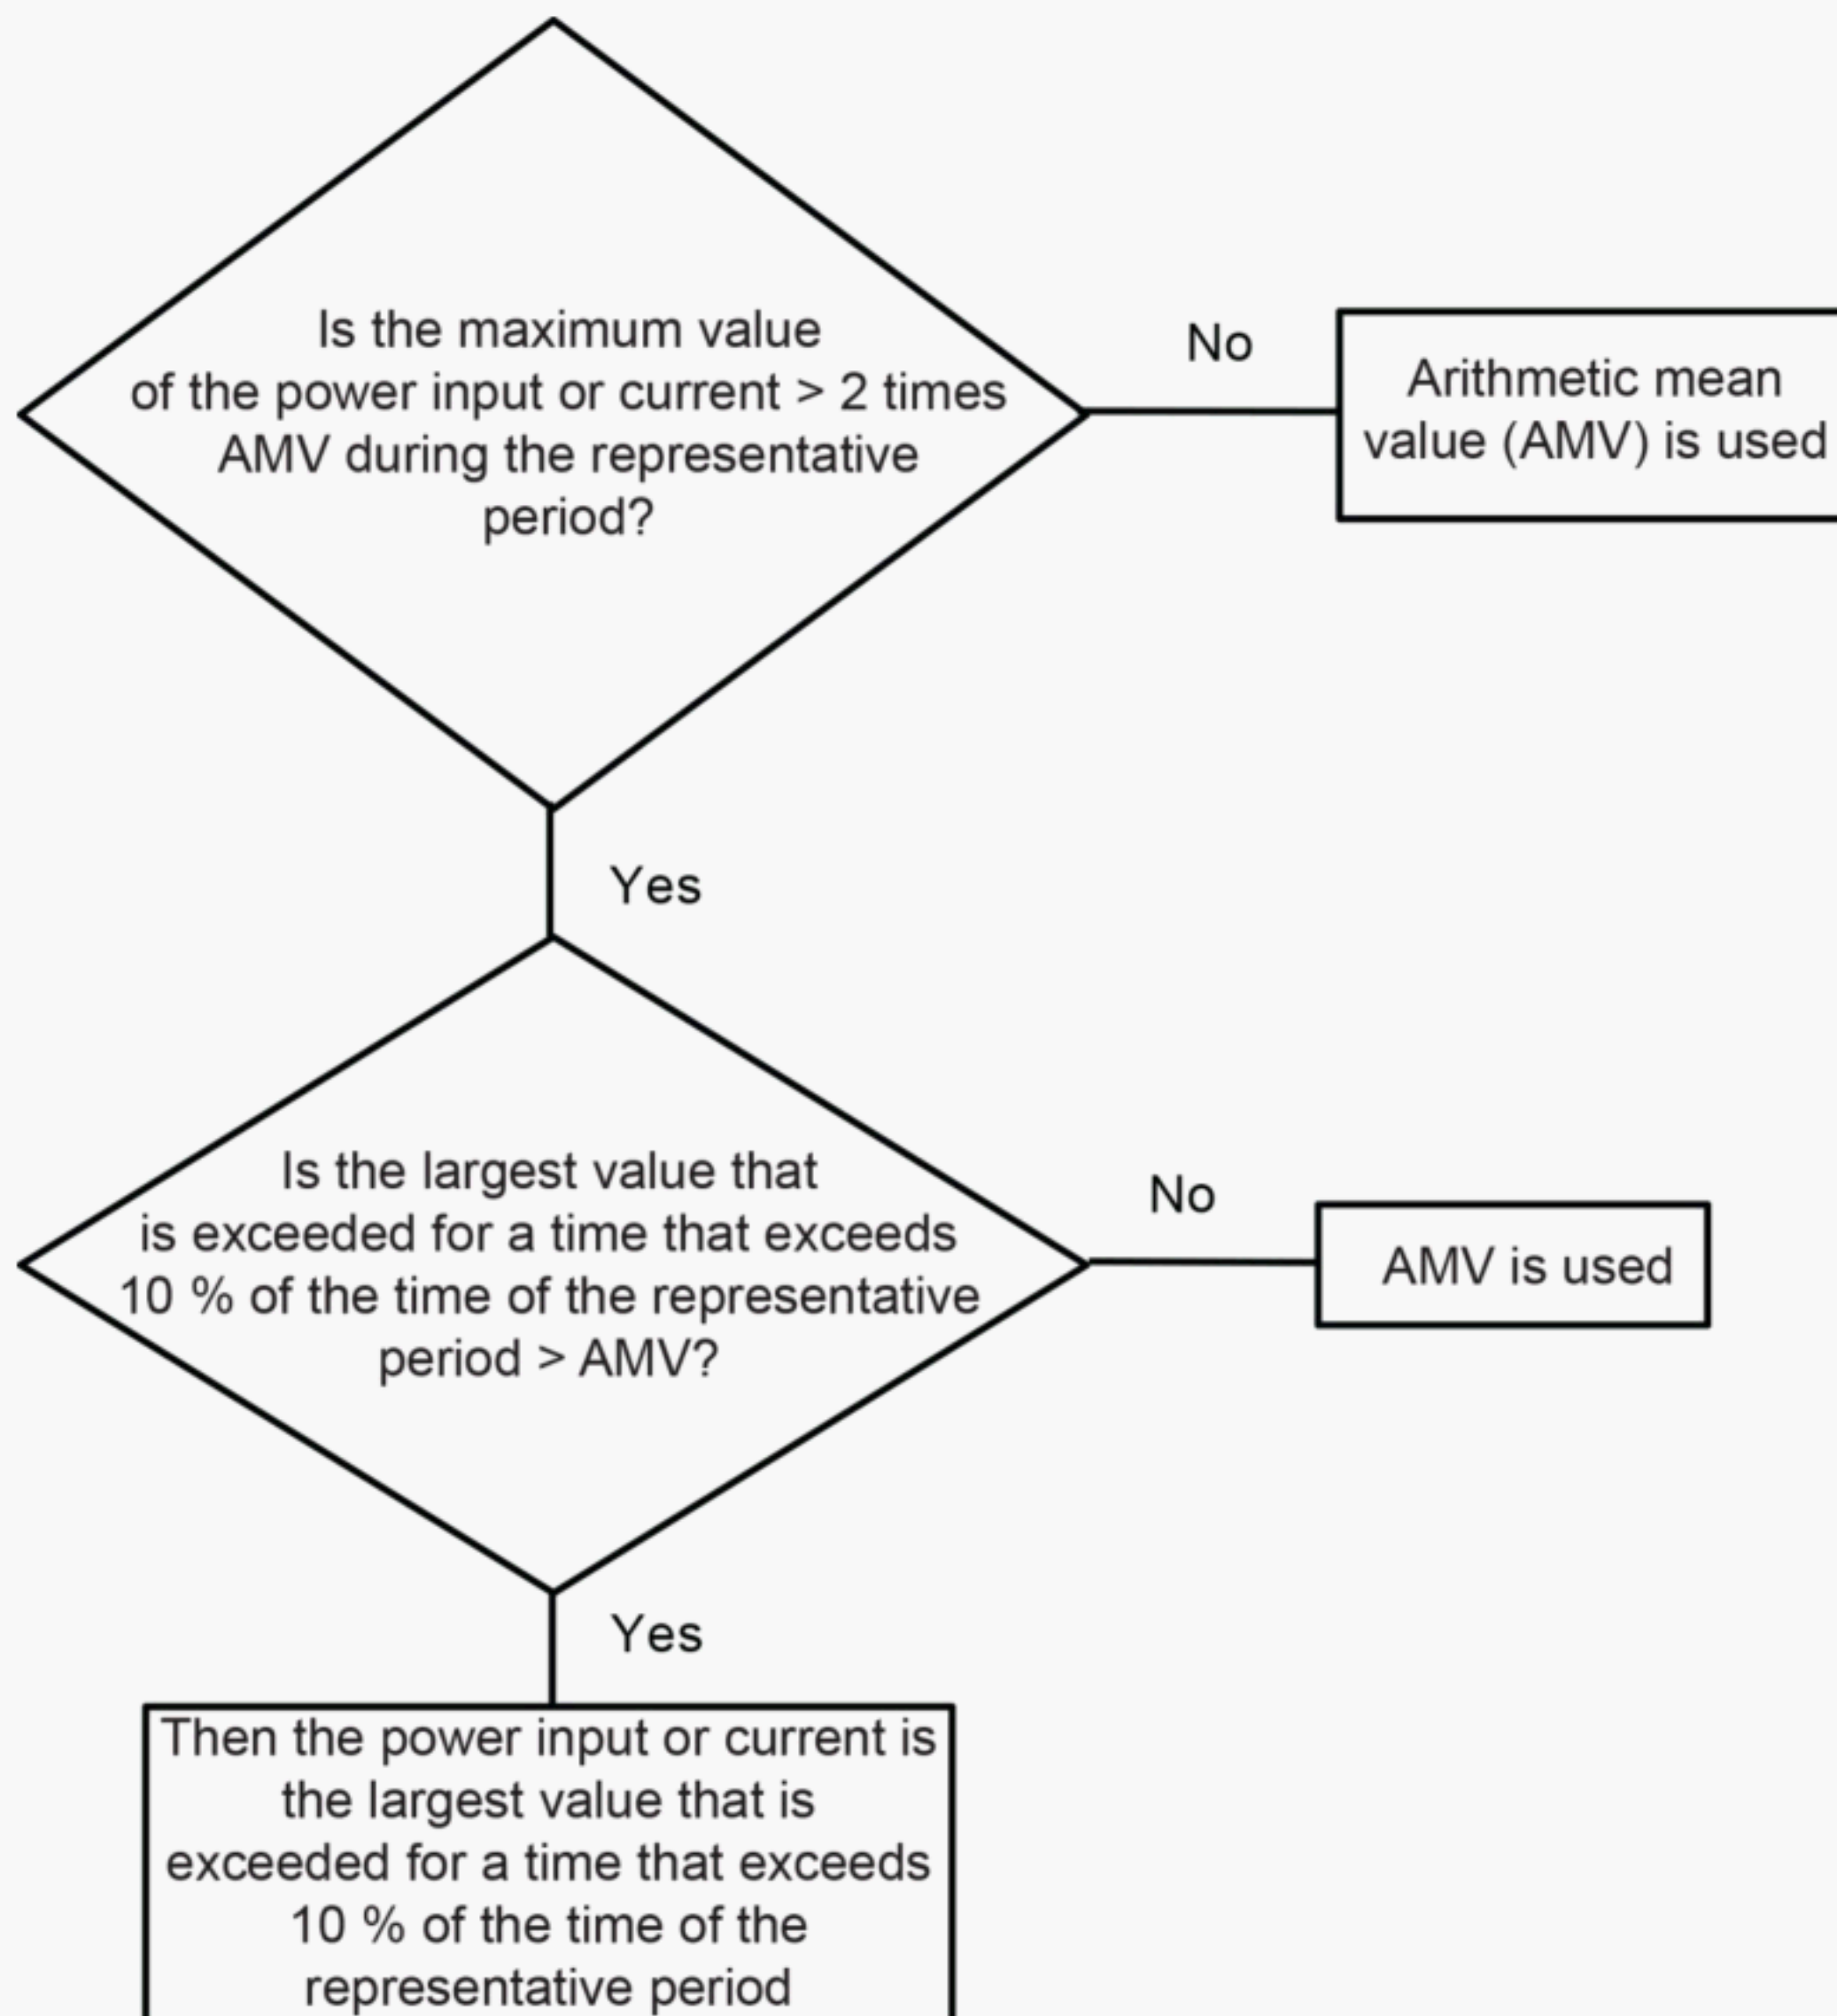 Is the maximum value
of the power input or current > 2 times
AMV during the representative
period?
No
Arithmetic mean
value (AMV) is used
Yes
Is the largest value that
is exceeded for a time that exceeds
10 % of the time of the representative
period > AMV?
No
AMV is used
Yes
Then the power input or current is
the largest value that is
exceeded for a time that exceeds
10 % of the time of the
representative period